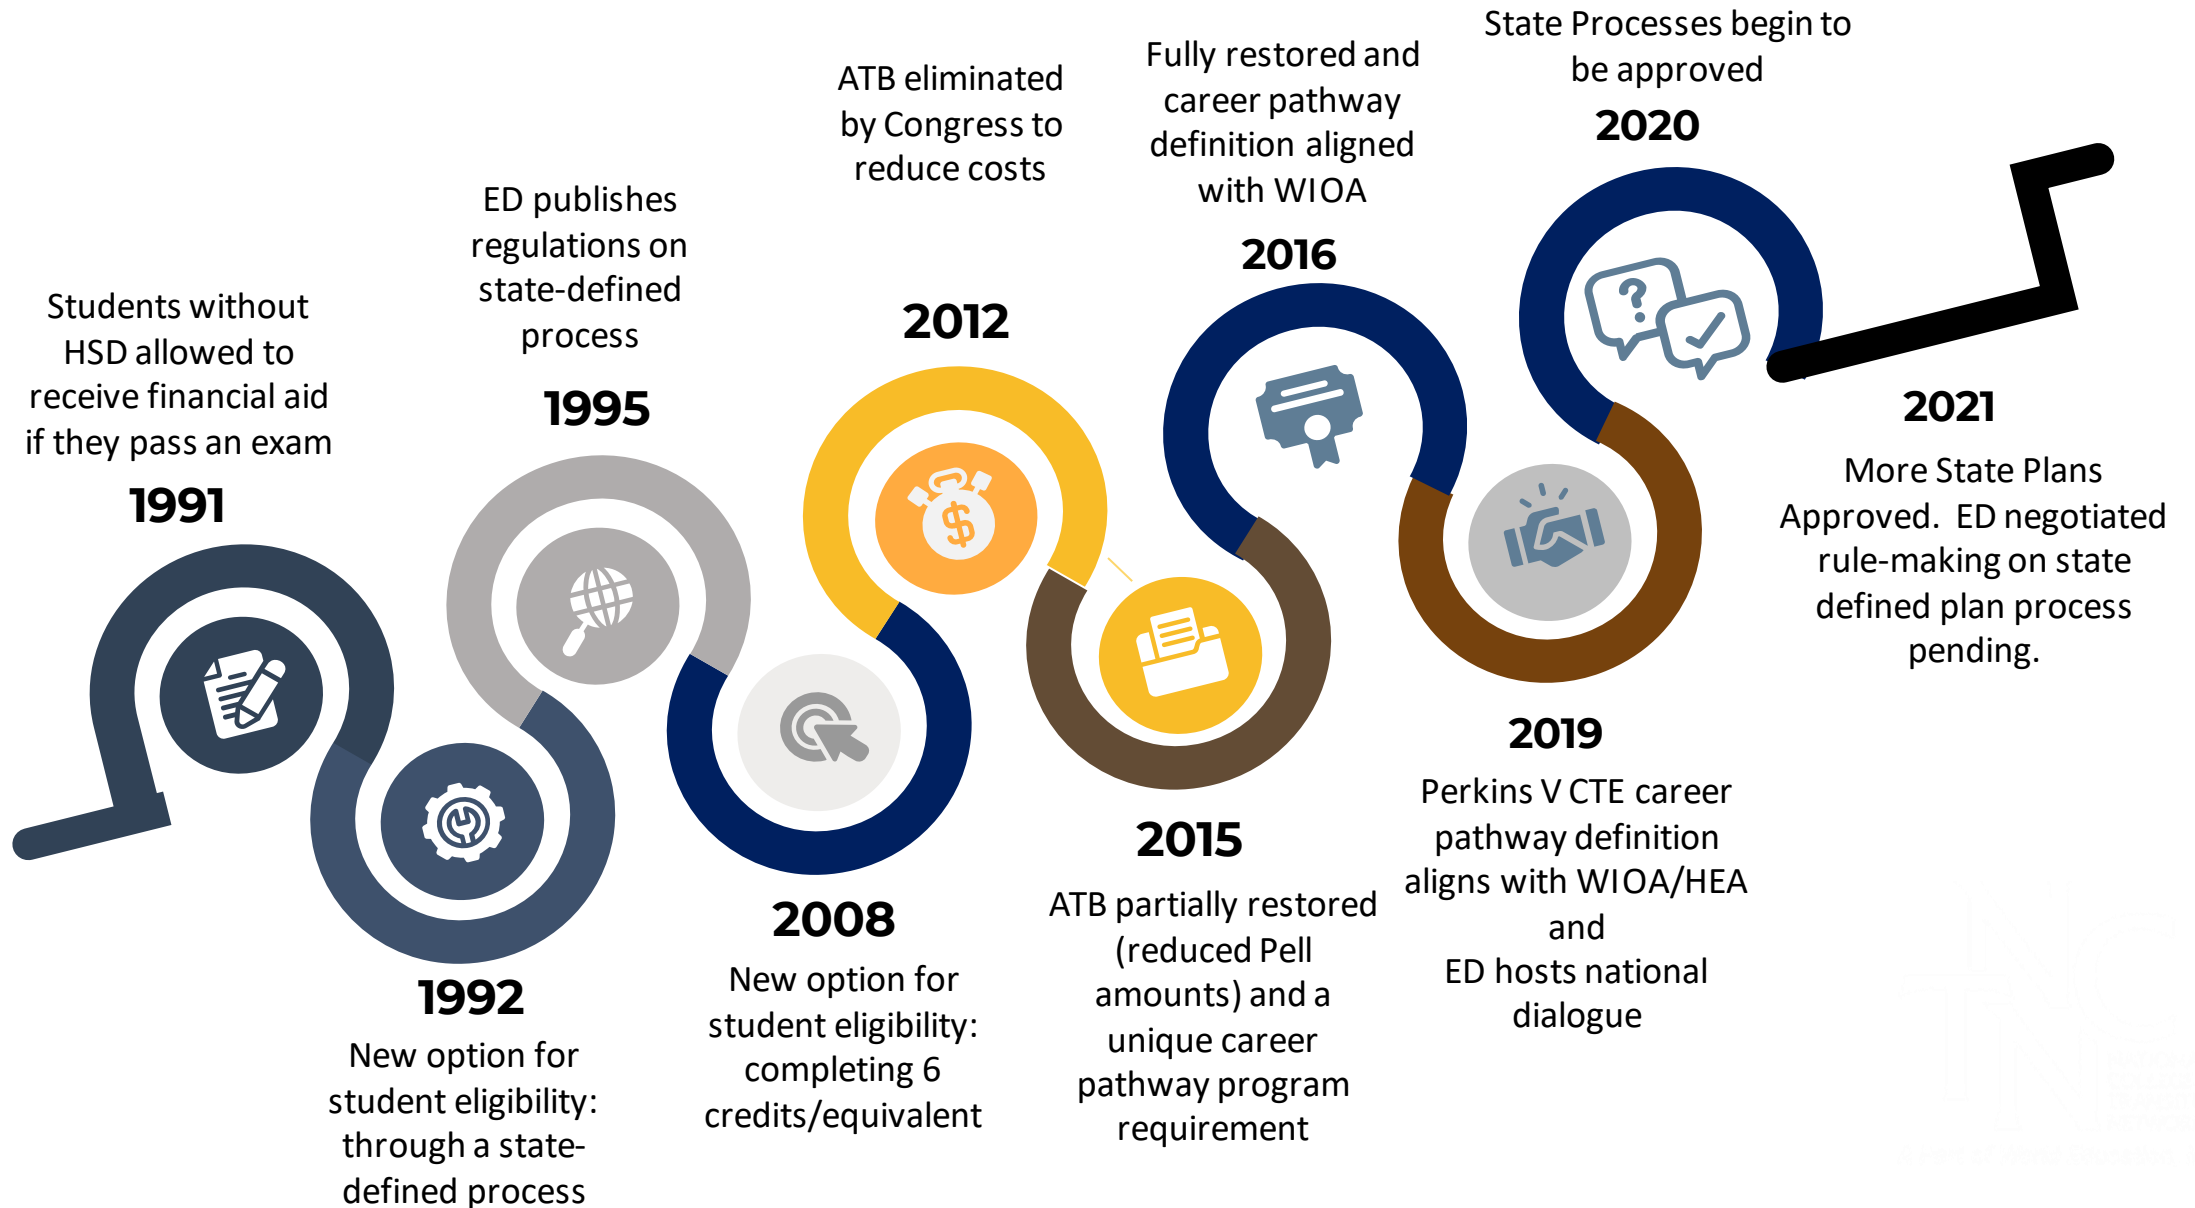 Students without
HSD allowed to
receive financial aid
if they pass an exam
1991
1992
New option for
student eligibility:
through a state-
defined process
ED publishes
regulations on
state-defined
process
1995
2008
New option for
student eligibility:
completing 6
credits/equivalent
ATB eliminated
by Congress to
reduce costs
2012
$
2015
ATB partially restored
(reduced Pell
amounts) and a
unique career
pathway program
requirement
Fully restored and
career pathway
definition aligned
with WIOA
2016
2019
Perkins V CTE career
pathway definition
aligns with WIOA/HEA
and
ED hosts national
dialogue
State Processes begin to
be approved
2020
?
2021
More State Plans
Approved. ED negotiated
rule-making on state
defined plan process
pending.